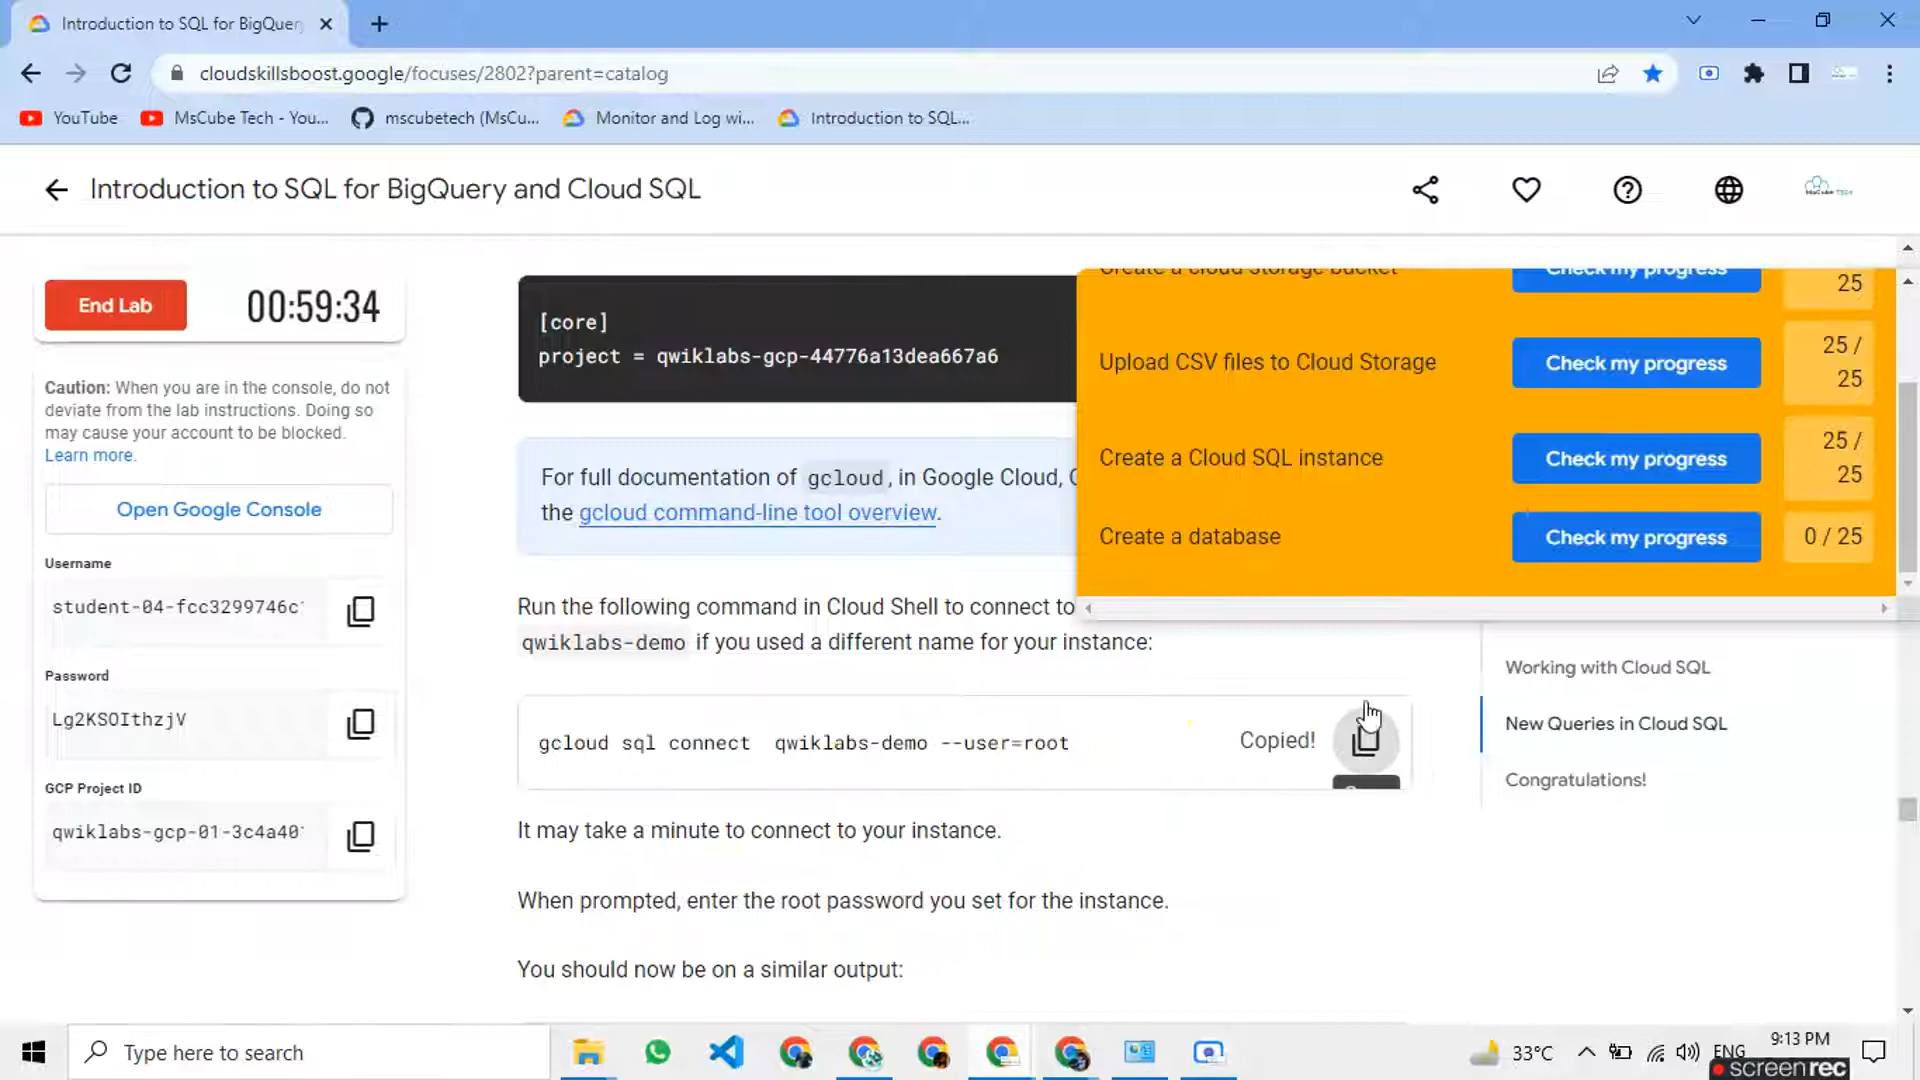 Introduction to SQL for BigQuer
cloudskillsboost.google/focuses/2802?parent=catalog
YouTube
MsCube Tech - You...
mscubetech (MsCu...
Monitor and Log wi...
Introduction to SQL...
Introduction to SQL for BigQuery and Cloud SQL
End Lab
00:59:34
Caution: When you are in the console, do not
deviate from the lab instructions. Doing so
may cause your account to be blocked.
Learn more.
Open Google Console
Username
student-04-fcc3299746c
Password
Lg2KSOIthzjV
GCP Project ID
qwiklabs-gcp-01-3c4a40
[core]
project = qwiklabs-gcp-44776a13dea667a6
For full documentation of gcloud, in Google Cloud,
the gcloud command-line tool overview.
Run the following command in Cloud Shell to connect to
qwiklabs-demo if you used a different name for your instance:
gcloud sql connect  qwiklabs-demo --user=root
Copied!
It may take a minute to connect to your instance.
When prompted, enter the root password you set for the instance.
You should now be on a similar output:
Create a cloud storage bucket
Check my progress
25
Upload CSV files to Cloud Storage
Check my progress
25 /
25
Create a Cloud SQL instance
Check my progress
25 /
25
Create a database
Check my progress
0 / 25
Working with Cloud SQL
New Queries in Cloud SQL
Congratulations!
Type here to search
33°C
ENG
9:13 PM
screenrec